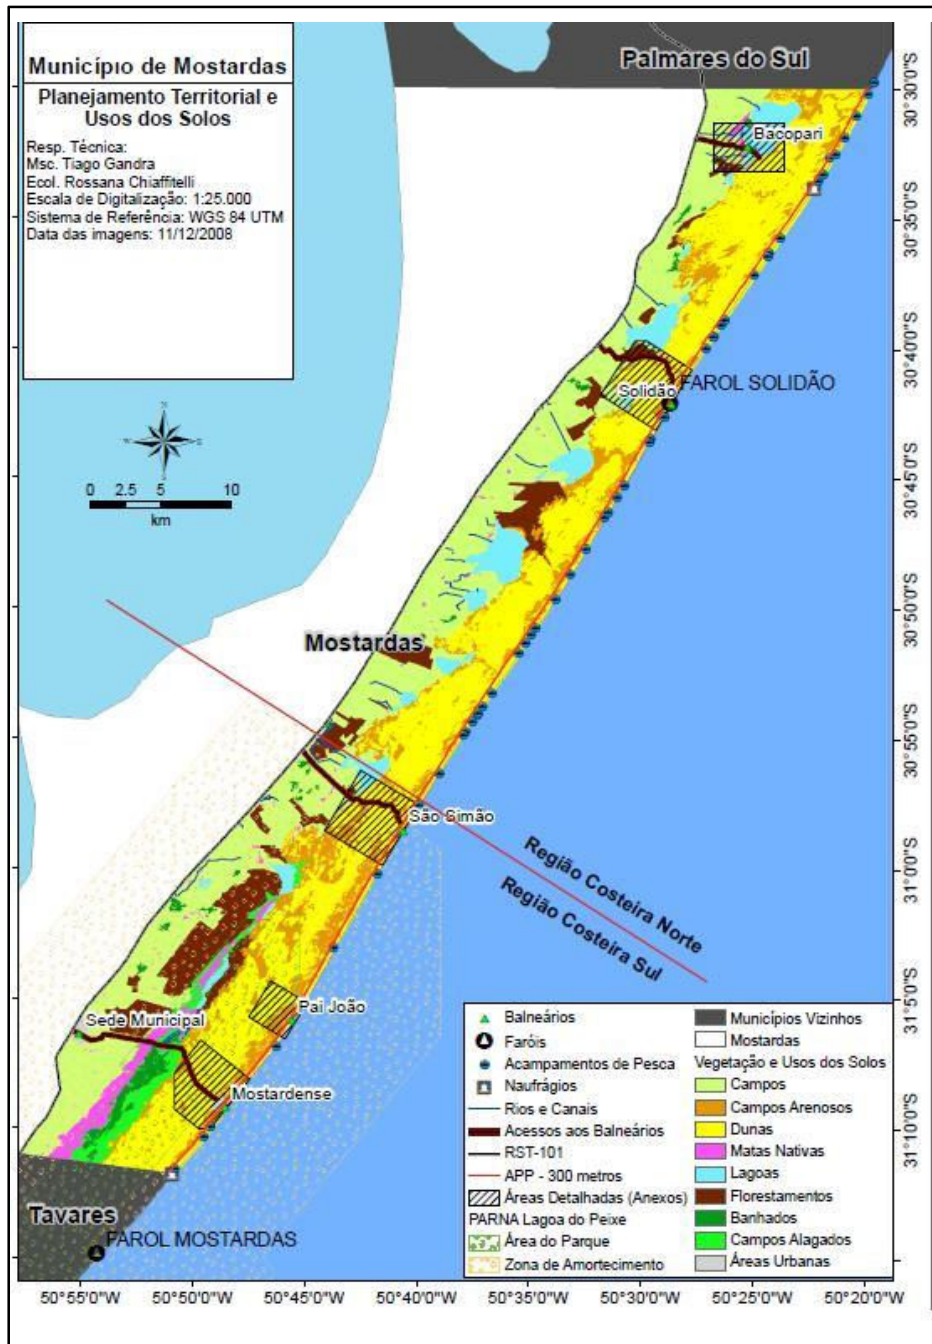 Município de Mostardas
Planejamento Territorial e
Usos dos Solos
Resp. Técnica:
Msc. Tiago Gandra
Ecol. Rossana Chiaffitelli
Escala de Digitalização: 1:25.000
Sistema de Referência: WGS 84 UTM
Data das imagens: 11/12/2008
Palmares do Sul
Bacopari
N
W
E
S
0 2.5 5 10
km
Solidão
FAROL SOLIDÃO
Mostardas
São Simão
Região Costeira Norte
Região Costeira Sul
Pai João
Sede Municipal
Mostardense
Tavares
FAROL MOSTARDAS
Balneários
Faróis
Acampamentos de Pesca
Naufrágios
Rios e Canais
Acessos aos Balneários
RST-101
APP - 300 metros
Áreas Detalhadas (Anexos)
PARNA Lagoa do Peixe
Área do Parque
Zona de Amortecimento
Municípios Vizinhos
Mostardas
Vegetação e Usos dos Solos
Campos
Campos Arenosos
Dunas
Matas Nativas
Lagoas
Florestamentos
Banhados
Campos Alagados
Áreas Urbanas
30°30'0"S
30°35'0"S
30°40'0"S
30°45'0"S
30°50'0"S
30°55'0"S
31°0'0"S
31°5'0"S
31°10'0"S
50°55'0"W 50°50'0"W 50°45'0"W 50°40'0"W 50°35'0"W 50°30'0"W 50°25'0"W 50°20'0"W